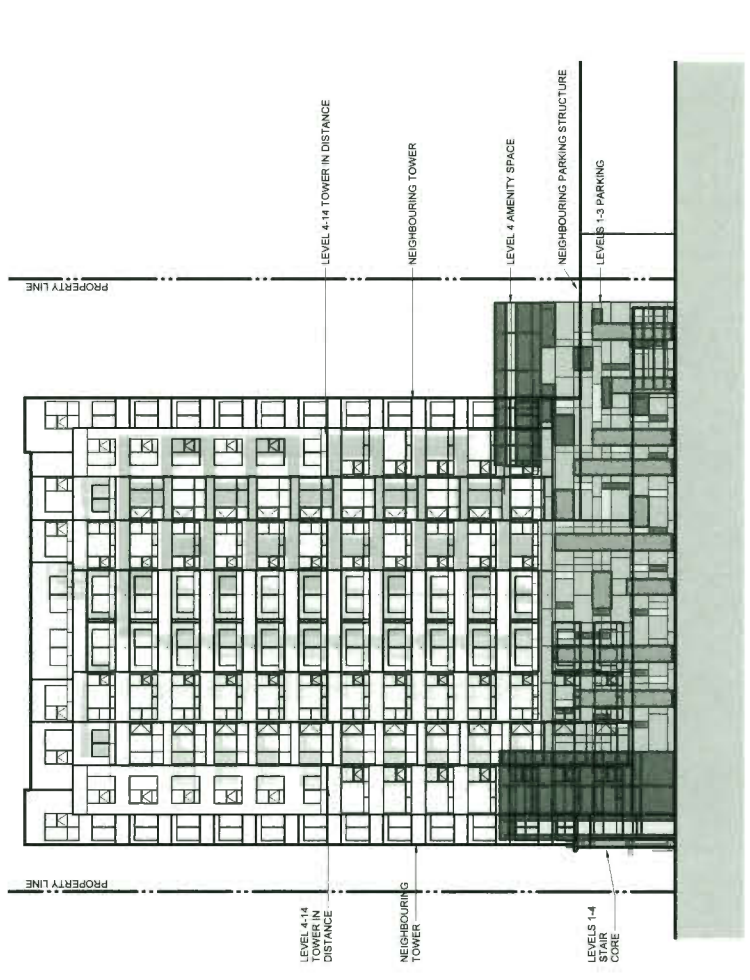 PROPERTY LINE
PROPERTY LINE
LEVEL 4-14
TOWER IN
DISTANCE
NEIGHBOURING
TOWER
LEVELS 1-4
STAIR
CORE
LEVEL 4-14 TOWER IN DISTANCE
NEIGHBOURING TOWER
LEVEL 4 AMENITY SPACE
NEIGHBOURING PARKING STRUCTURE
LEVELS 1-3 PARKING